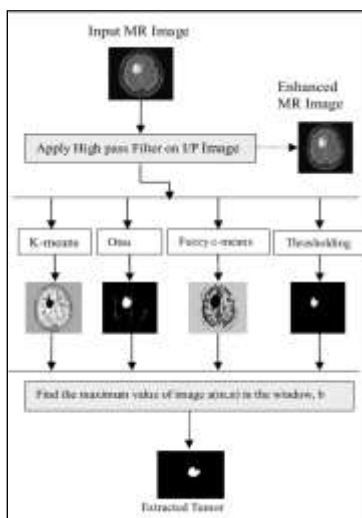 Input MR Image
Enhanced
MR Image
Apply High pass Filter on I/P Image
K-means
Otsu
Fuzzy c-means
Thresholding
Find the maximum value of image a(m,n) in the window, b
Extracted Tumor